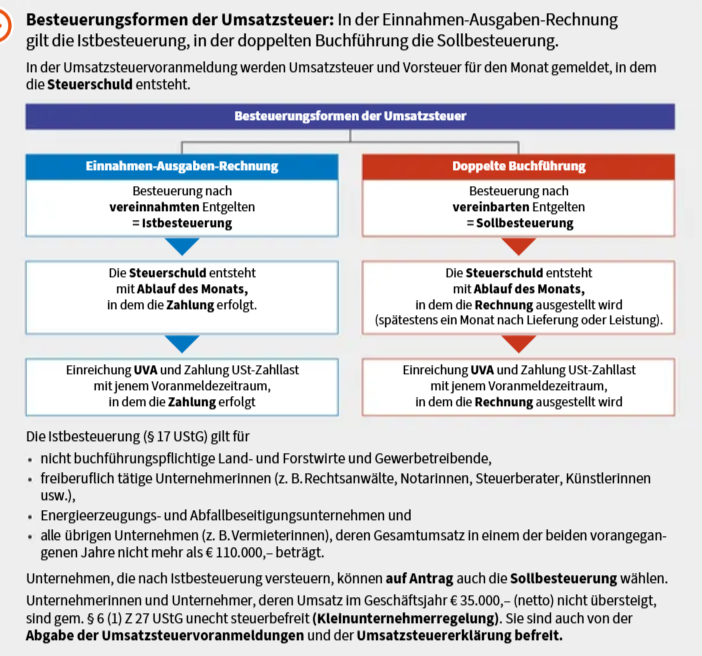 Besteuerungsformen der Umsatzsteuer: In der Einnahmen-Ausgaben-Rechnung
gilt die Istbesteuerung, in der doppelten Buchführung die Sollbesteuerung.
In der Umsatzsteuervoranmeldung werden Umsatzsteuer und Vorsteuer für den Monat gemeldet, in dem
die Steuerschuld entsteht.
Besteuerungsformen der Umsatzsteuer
Einnahmen-Ausgaben-Rechnung
Besteuerung nach
vereinnahmten Entgelten
= Istbesteuerung
Die Steuerschuld entsteht
mit Ablauf des Monats,
in dem die Zahlung erfolgt.
Einreichung UVA und Zahlung USt-Zahllast
mit jenem Voranmeldezeitraum,
in dem die Zahlung erfolgt
Doppelte Buchführung
Besteuerung nach
vereinbarten Entgelten
= Sollbesteuerung
Die Steuerschuld entsteht
mit Ablauf des Monats,
in dem die Rechnung ausgestellt wird
(spätestens ein Monat nach Lieferung oder Leistung).
Einreichung UVA und Zahlung USt-Zahllast
mit jenem Voranmeldezeitraum,
in dem die Rechnung ausgestellt wird
Die Istbesteuerung (§ 17 UStG) gilt für
• nicht buchführungspflichtige Land- und Forstwirte und Gewerbetreibende,
• freiberuflich tätige Unternehmerinnen (z. B. Rechtsanwälte, Notarinnen, Steuerberater, Künstlerinnen
usw.),
• Energieerzeugungs- und Abfallbeseitigungsunternehmen und
• alle übrigen Unternehmen (z. B. Vermieterinnen), deren Gesamtumsatz in einem der beiden vorangegan-
genen Jahre nicht mehr als € 110.000,– beträgt.
Unternehmen, die nach Istbesteuerung versteuern, können auf Antrag auch die Sollbesteuerung wählen.
Unternehmerinnen und Unternehmer, deren Umsatz im Geschäftsjahr € 35.000,– (netto) nicht übersteigt,
sind gem. § 6 (1) Z 27 UStG unecht steuerbefreit (Kleinunternehmerregelung). Sie sind auch von der
Abgabe der Umsatzsteuervoranmeldungen und der Umsatzsteuererklärung befreit.